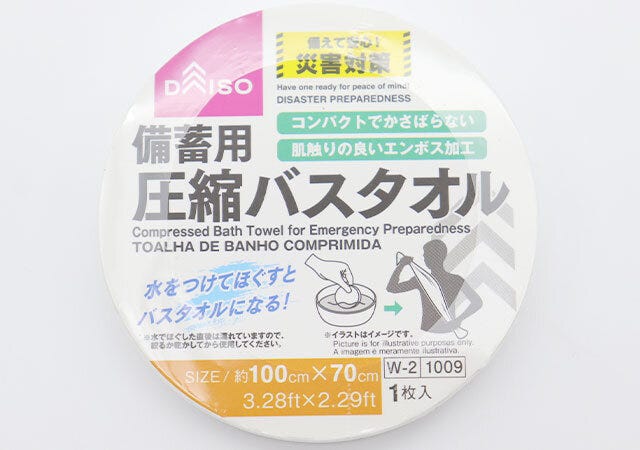 DAISO
備えて安心!
災害対策
Have one ready for peace of mind!
DISASTER PREPAREDNESS
コンパクトでかさばらない
肌触りの良いエンボス加工
備蓄用
圧縮バスタオル
Compressed Bath Towel for Emergency Preparedness
TOALHA DE BANHO COMPRIMIDA
水をつけてほぐすと
バスタオルになる!
※水でほぐした直後は濡れていますので、
絞るか乾かしてから使用してください。
※イラストはイメージです。
Picture is for illustrative purposes only.
A imagem é meramente ilustrativa.
SIZE/約100cm×70cm
3.28ft×2.29ft
W-2 1009
1枚入